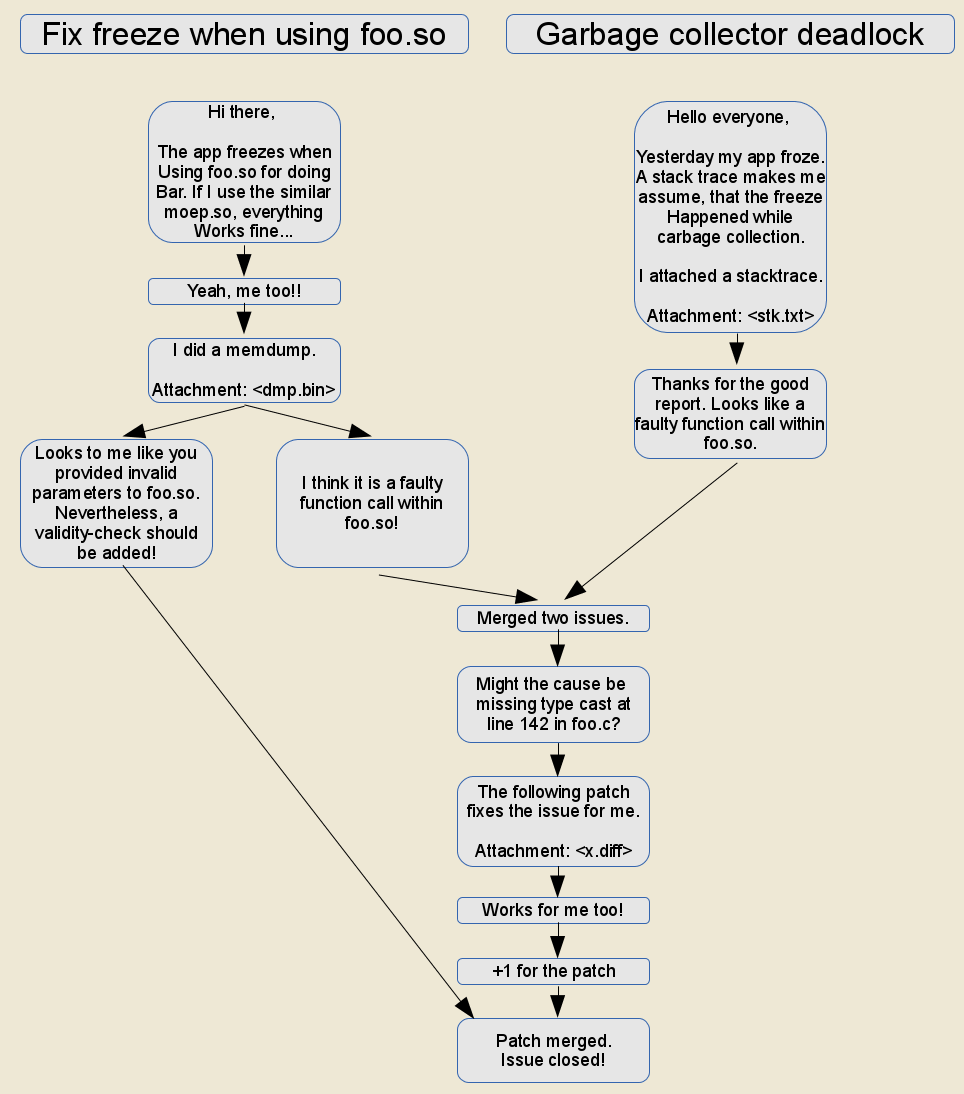 Fix freeze when using foo.so
Garbage collector deadlock
Hi there,
The app freezes when
Using foo.so for doing
Bar. If I use the similar
moep.so, everything
Works fine...
Yeah, me too!!
I did a memdump.
Attachment: <dmp.bin>
Looks to me like you
provided invalid
parameters to foo.so.
Nevertheless, a
validity-check should
be added!
I think it is a faulty
function call within
foo.so!
Hello everyone,
Yesterday my app froze.
A stack trace makes me
assume, that the freeze
Happened while
carbage collection.
I attached a stacktrace.
Attachment: <stk.txt>
Thanks for the good
report. Looks like a
faulty function call within
foo.so.
Merged two issues.
Might the cause be
missing type cast at
line 142 in foo.c?
The following patch
fixes the issue for me.
Attachment: <x.diff>
Works for me too!
+1 for the patch
Patch merged.
Issue closed!